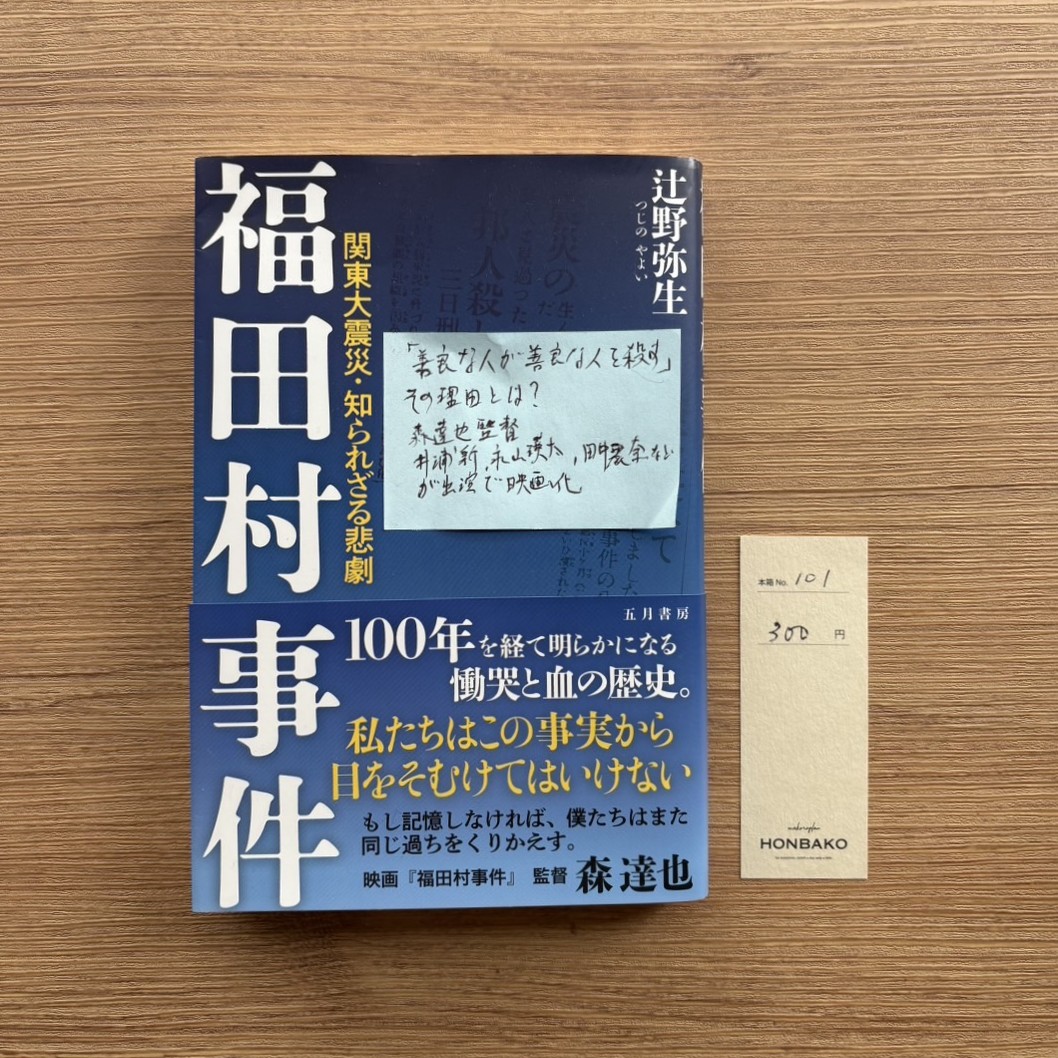 福田村事件
関東大震災・知られざる悲劇
辻野弥生
つじの やよい
「善良な人が善良な人を殺す」
その理由とは?
森達也監督
井浦新、永山瑛太、田中麗奈など
が出演で映画化
五月書房
100年を経て明らかになる
慟哭と血の歴史。
私たちはこの事実から
目をそむけてはいけない
もし記憶しなければ、僕たちはまた
同じ過ちをくりかえす。
映画『福田村事件』 監督 森達也
本箱 No. 101
300 円
HONBAKO